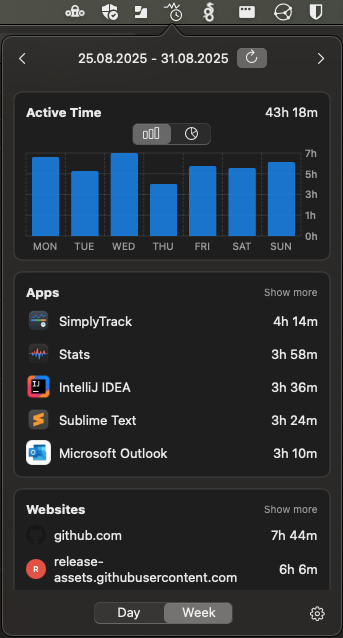 25.08.2025 - 31.08.2025
Active Time 43h 18m
7h
5h
3h
1h
0h
MON TUE WED THU FRI SAT SUN
Apps Show more
SimplyTrack 4h 14m
Stats 3h 58m
IJ IntelliJ IDEA 3h 36m
Sublime Text 3h 24m
Microsoft Outlook 3h 10m
Websites Show more
github.com 7h 44m
R release-
assets.githubusercontent.com 6h 6m
Day Week